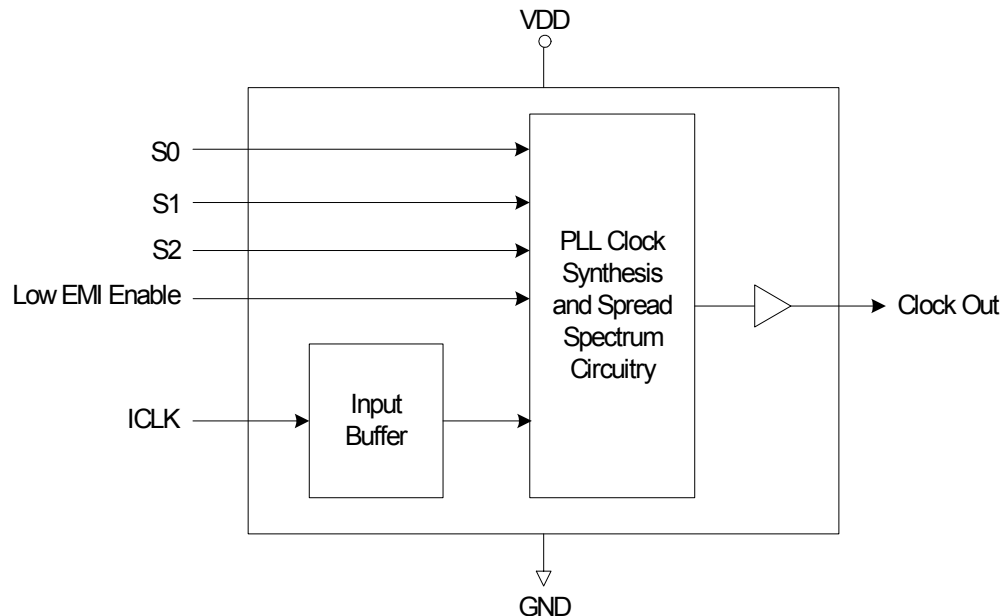 VDD
S0
S1
S2
Low EMI Enable
PLL Clock
Synthesis
and Spread
Spectrum
Circuitry
Clock Out
ICLK
Input
Buffer
GND